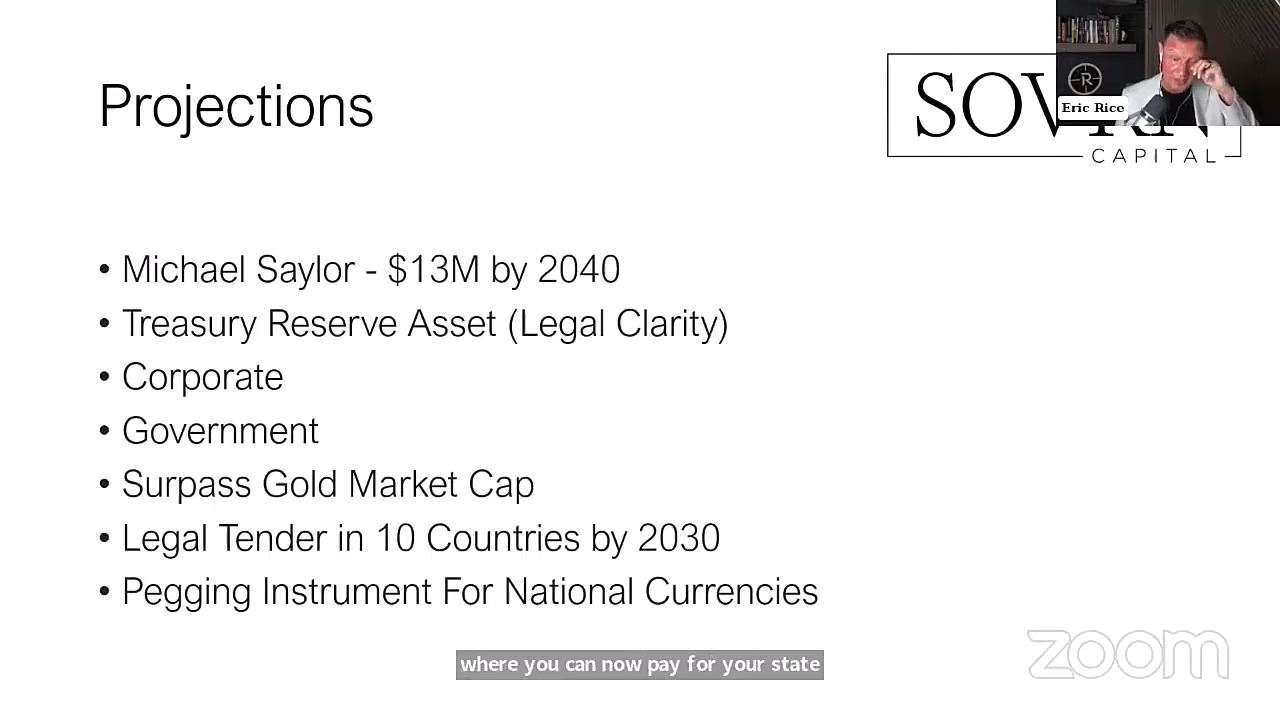 Projections
SOV RN
CAPITAL
R
Eric Rice
• Michael Saylor - $13M by 2040
• Treasury Reserve Asset (Legal Clarity)
• Corporate
• Government
• Surpass Gold Market Cap
• Legal Tender in 10 Countries by 2030
• Pegging Instrument For National Currencies
where you can now pay for your state
zoom